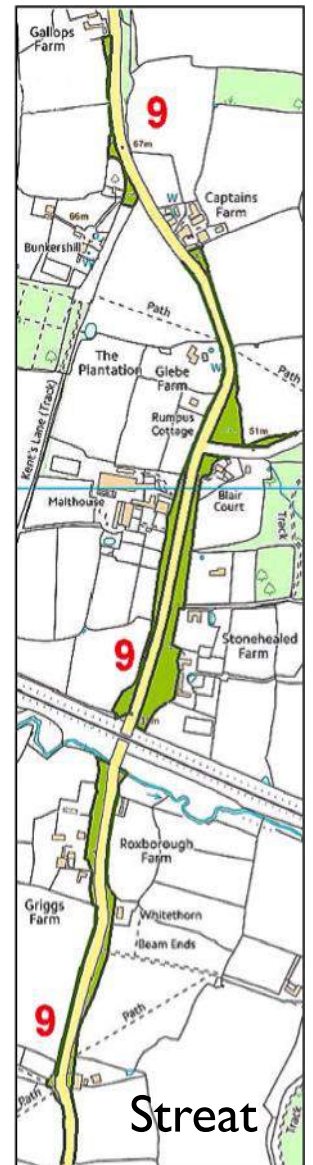 Gallops
Farm
9
67m
W
Captains
Farm
66m
Bunkershill
W
Path
The
Plantation
Glebe
Farm
W
Path
Kent's Lane (Track)
Rumpus
Cottage
51m
Malthouse
Blair
Court
Track
9
Stonehealed
Farm
Roxborough
Farm
Griggs
Farm
Whitethorn
Beam Ends
9
Path
Path
Streat
Track